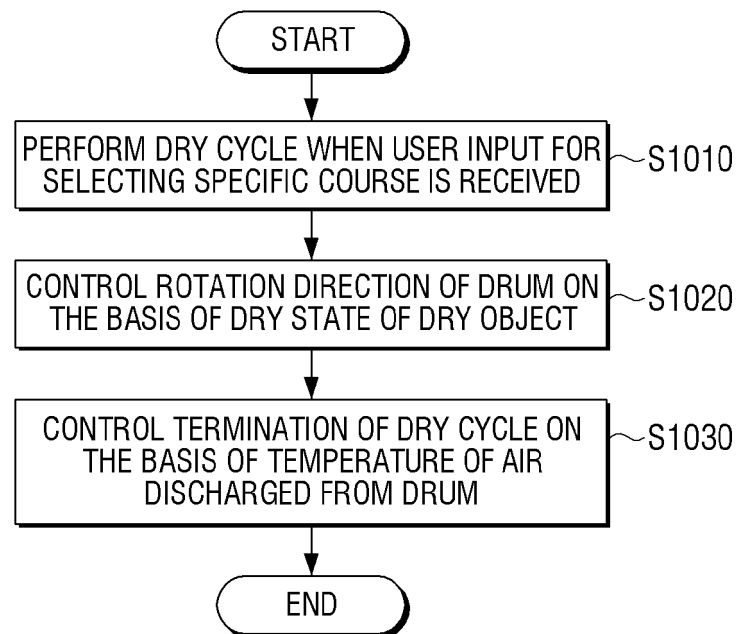 START
PERFORM DRY CYCLE WHEN USER INPUT FOR
SELECTING SPECIFIC COURSE IS RECEIVED
S1010
CONTROL ROTATION DIRECTION OF DRUM ON
THE BASIS OF DRY STATE OF DRY OBJECT
S1020
CONTROL TERMINATION OF DRY CYCLE ON
THE BASIS OF TEMPERATURE OF AIR
DISCHARGED FROM DRUM
S1030
END